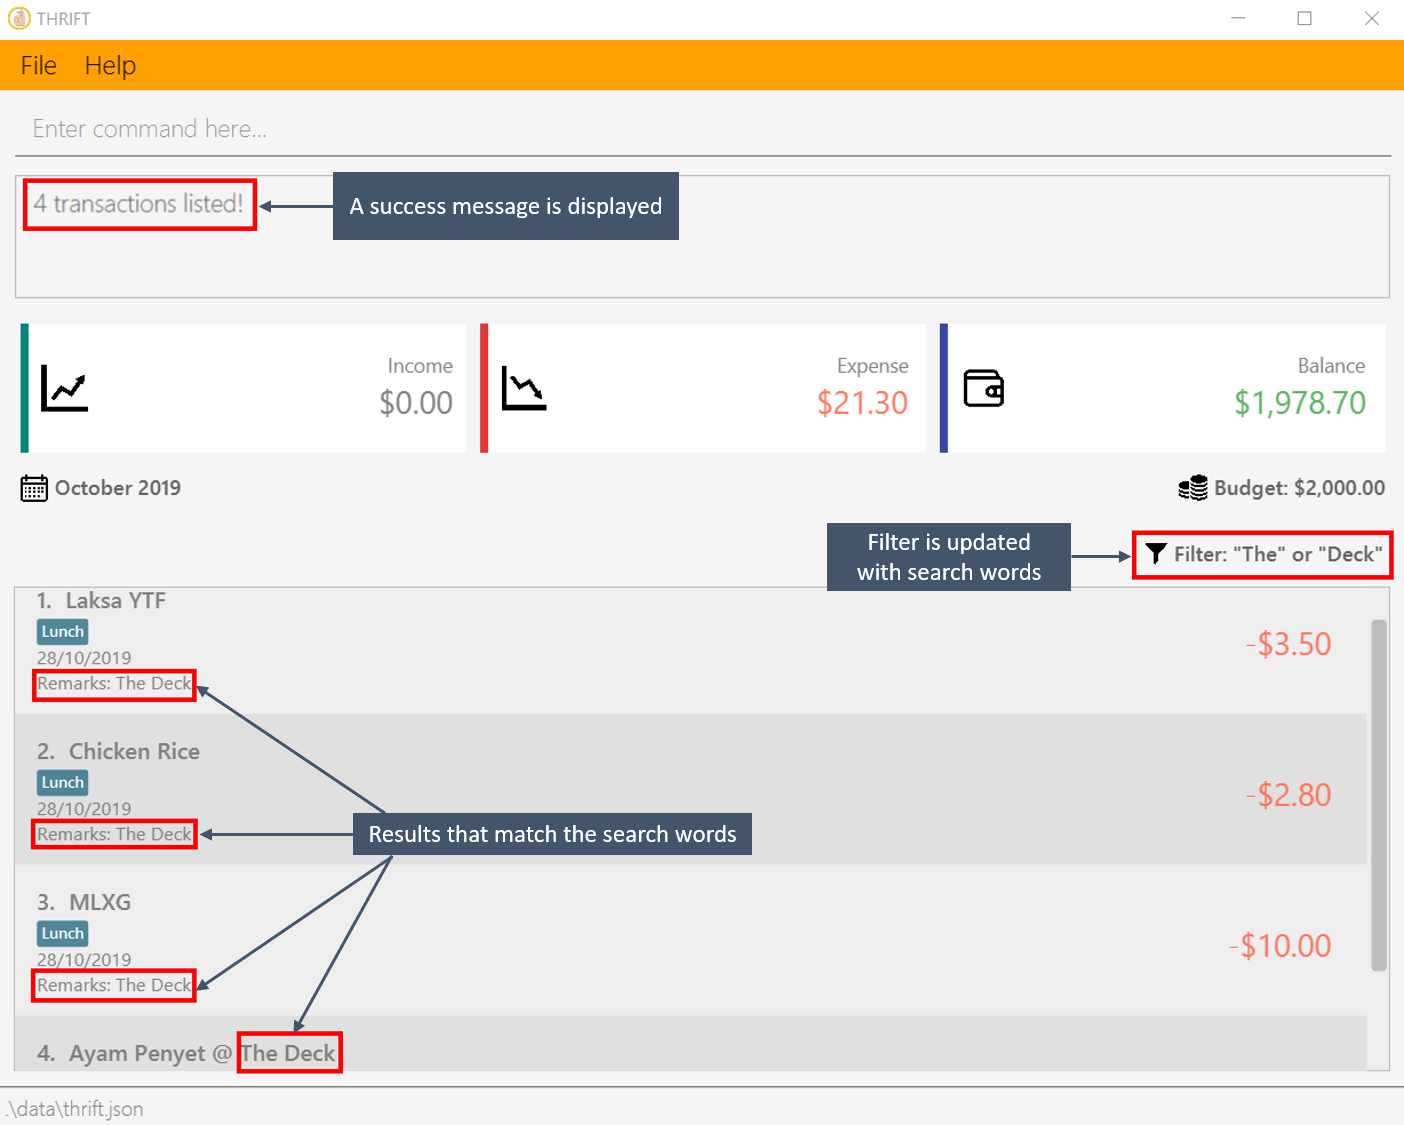 THRIFT
File Help
Enter command here...
4 transactions listed!
A success message is displayed
Income
$0.00
Expense
$21.30
Balance
$1,978.70
October 2019
Budget: $2,000.00
Filter is updated
with search words
Filter: "The" or "Deck"
1. Laksa YTF
Lunch
28/10/2019
Remarks: The Deck
-$3.50
2. Chicken Rice
Lunch
28/10/2019
Remarks: The Deck
-$2.80
Results that match the search words
3. MLXG
Lunch
28/10/2019
Remarks: The Deck
-$10.00
4. Ayam Penyet @ The Deck
.\data\thrift.json